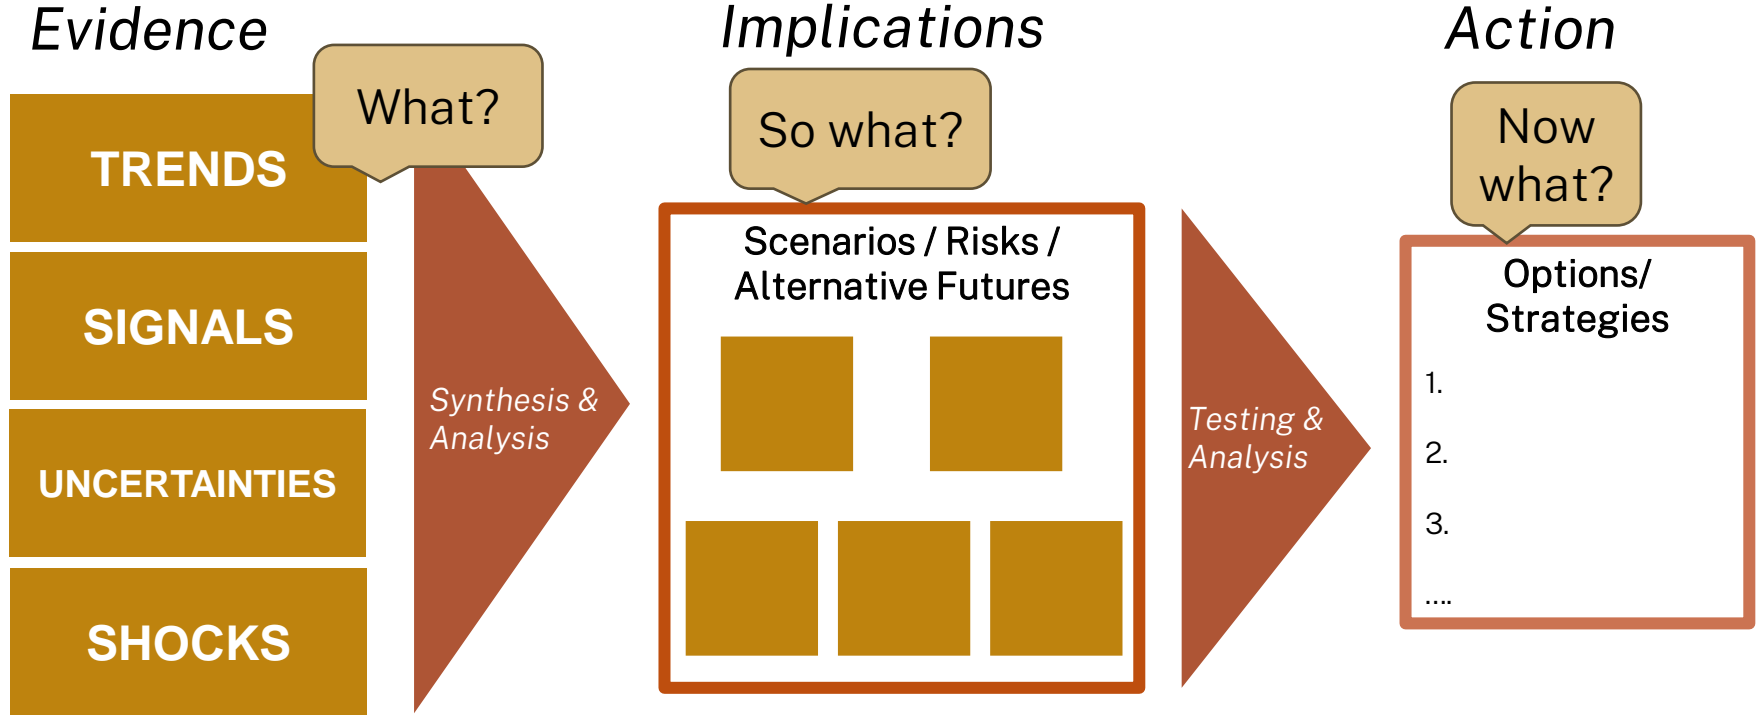 Evidence
What?
TRENDS
SIGNALS
UNCERTAINTIES
SHOCKS
Synthesis &
Analysis
Implications
So what?
Scenarios / Risks /
Alternative Futures
Testing &
Analysis
Action
Now
what?
Options/
Strategies
1.
2.
3.
....